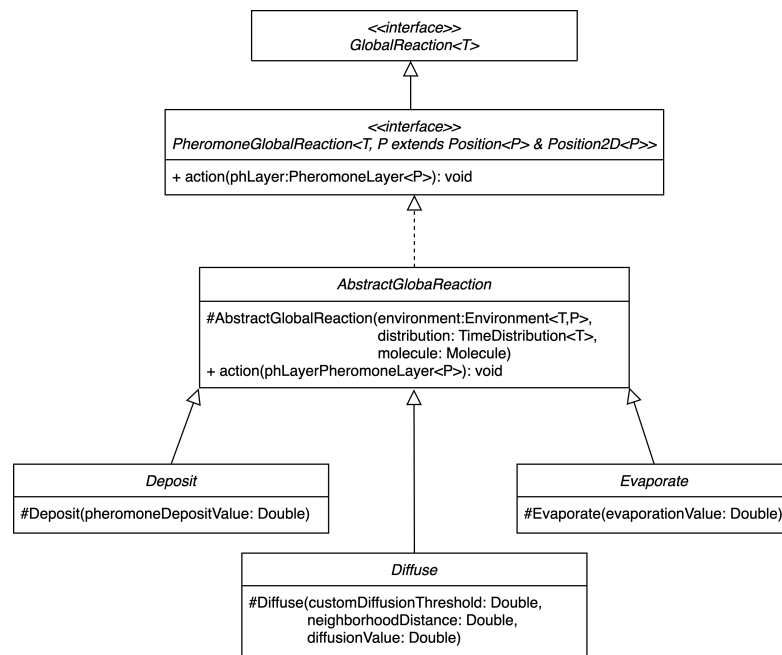 <<interface>>
GlobalReaction<T>
<<interface>>
PheromoneGlobalReaction<T, P extends Position<P> & Position2D<P>>
+ action(phLayer:PheromoneLayer<P>): void
AbstractGlobaReaction
#AbstractGlobalReaction(environment:Environment<T,P>,
distribution: TimeDistribution<T>,
molecule: Molecule)
+ action(phLayerPheromoneLayer<P>): void
Deposit
#Deposit(pheromoneDepositValue: Double)
Evaporate
#Evaporate(evaporationValue: Double)
Diffuse
#Diffuse(customDiffusionThreshold: Double,
neighborhoodDistance: Double,
diffusionValue: Double)